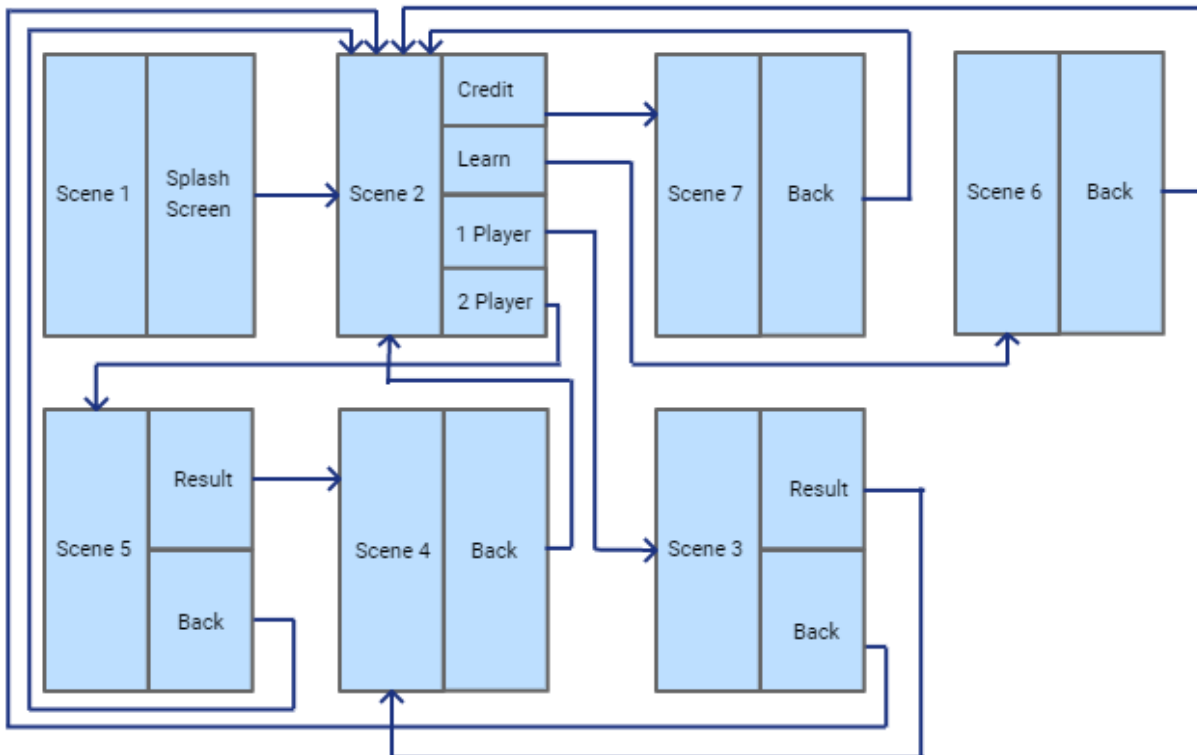 Scene 1
Splash
Screen
Scene 2
Credit
Learn
1 Player
2 Player
Scene 7
Back
Scene 6
Back
Scene 5
Result
Back
Scene 4
Back
Scene 3
Result
Back